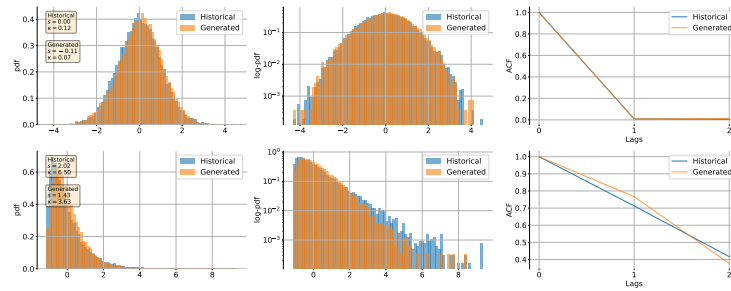 Historical
s = 0.00
κ = 0.12
Generated
s = −0.11
κ = 0.07
Historical
Generated
pdf
0.4
0.3
0.2
0.1
0.0
−4 −2 0 2 4
Historical
Generated
log-pdf
10⁻¹
10⁻²
10⁻³
−4 −2 0 2 4
Historical
Generated
ACF
1.0
0.8
0.6
0.4
0.2
0.0
0 1 2
Lags
Historical
s = 2.02
κ = 6.50
Generated
s = 1.43
κ = 3.63
Historical
Generated
pdf
0.6
0.4
0.2
0.0
0 2 4 6 8
Historical
Generated
log-pdf
10⁰
10⁻¹
10⁻²
10⁻³
0 2 4 6 8
Historical
Generated
ACF
1.0
0.9
0.8
0.7
0.6
0.5
0.4
0 1 2
Lags